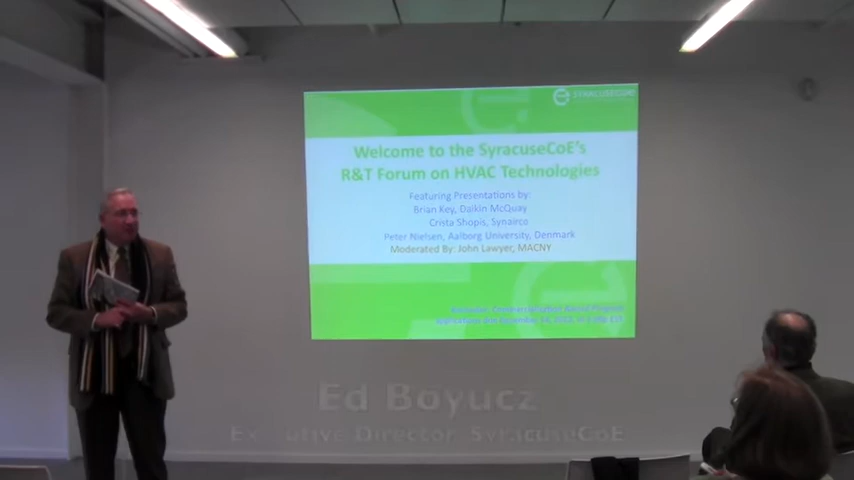 SYRACUSECOE
Welcome to the SyracuseCoE's
R&T Forum on HVAC Technologies
Featuring Presentations by:
Brian Key, Daikin McQuay
Crista Shopis, Synairco
Peter Nielsen, Aalborg University, Denmark
Moderated By: John Lawyer, MACNY
Ed Boyucz
Executive Director, SyracuseCoE